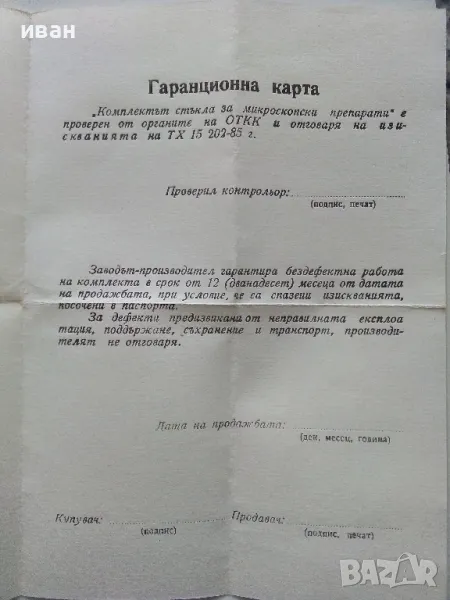 иван
Гаранционна карта
„Комплектът стъкла за микроскопски препарати“ е
проверен от органите на ОТКК и отговаря на изи-
скванията на ТХ 15 202-85 г.
Проверил контрольор:
(подпис, печат)
Заводът-производител гарантира бездефектна работа
на комплекта в срок от 12 (дванадесет) месеца от датата
на продажбата, при условие, че са спазени изискванията,
посочени в паспорта.
За дефекти предизвикана от неправилната експлоа
тация, поддържане, съхранение и транспорт, производи-
телят не отговаря.
Дата на продажбата:
(ден, месец, година)
Купувач: Продавач:
(подпис) (подпис, печат)
BAZAR